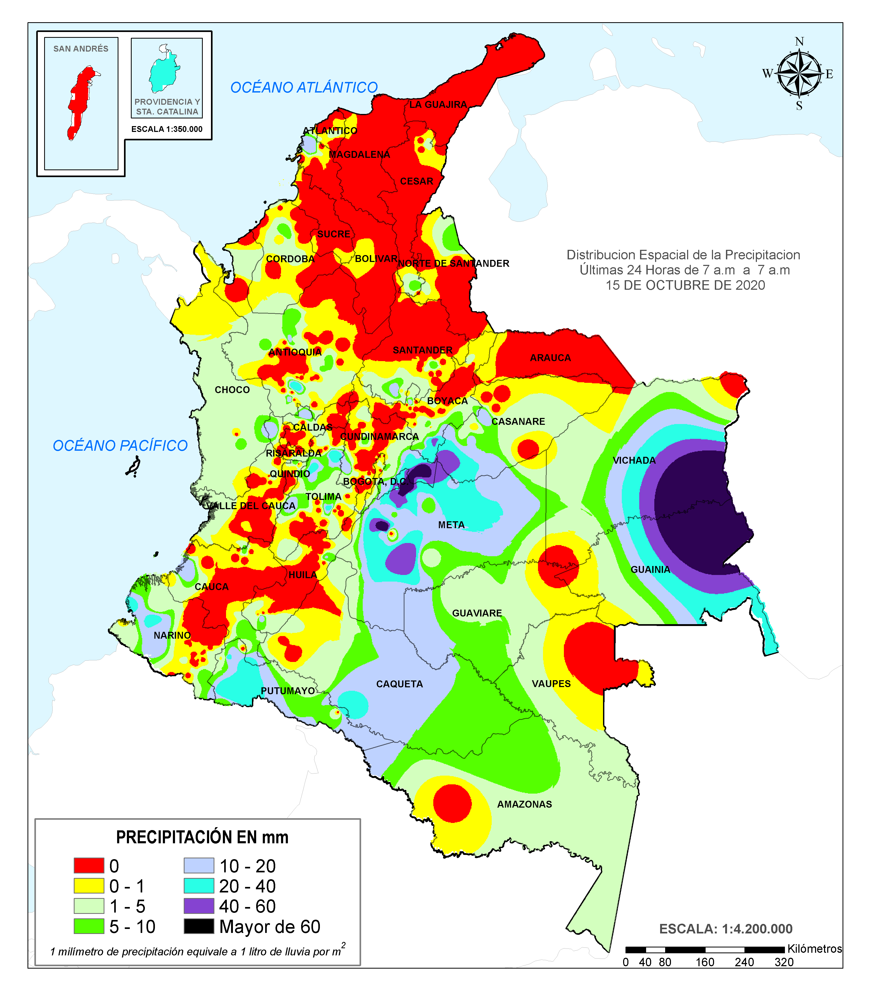 SAN ANDRÉS
PROVIDENCIA Y
STA. CATALINA
ESCALA 1:350.000
OCÉANO ATLÁNTICO
N
W
E
S
LA GUAJIRA
ATLANTICO
MAGDALENA
CESAR
SUCRE
CORDOBA
BOLIVAR
NORTE DE SANTANDER
Distribucion Espacial de la Precipitacion
Últimas 24 Horas de 7 a.m a 7 a.m
15 DE OCTUBRE DE 2020
ANTIOQUIA
SANTANDER
ARAUCA
CHOCO
BOYACA
CASANARE
CALDAS
CUNDINAMARCA
OCÉANO PACÍFICO
RISARALDA
VICHADA
QUINDIO
BOGOTA, D.C.
TOLIMA
VALLE DEL CAUCA
META
GUAINIA
HUILA
CAUCA
GUAVIARE
NARINO
CAQUETA
VAUPES
PUTUMAYO
AMAZONAS
PRECIPITACIÓN EN mm
0
0 - 1
1 - 5
5 - 10
10 - 20
20 - 40
40 - 60
Mayor de 60
1 milímetro de precipitación equivale a 1 litro de lluvia por m²
ESCALA: 1:4.200.000
Kilómetros
0 40 80 160 240 320